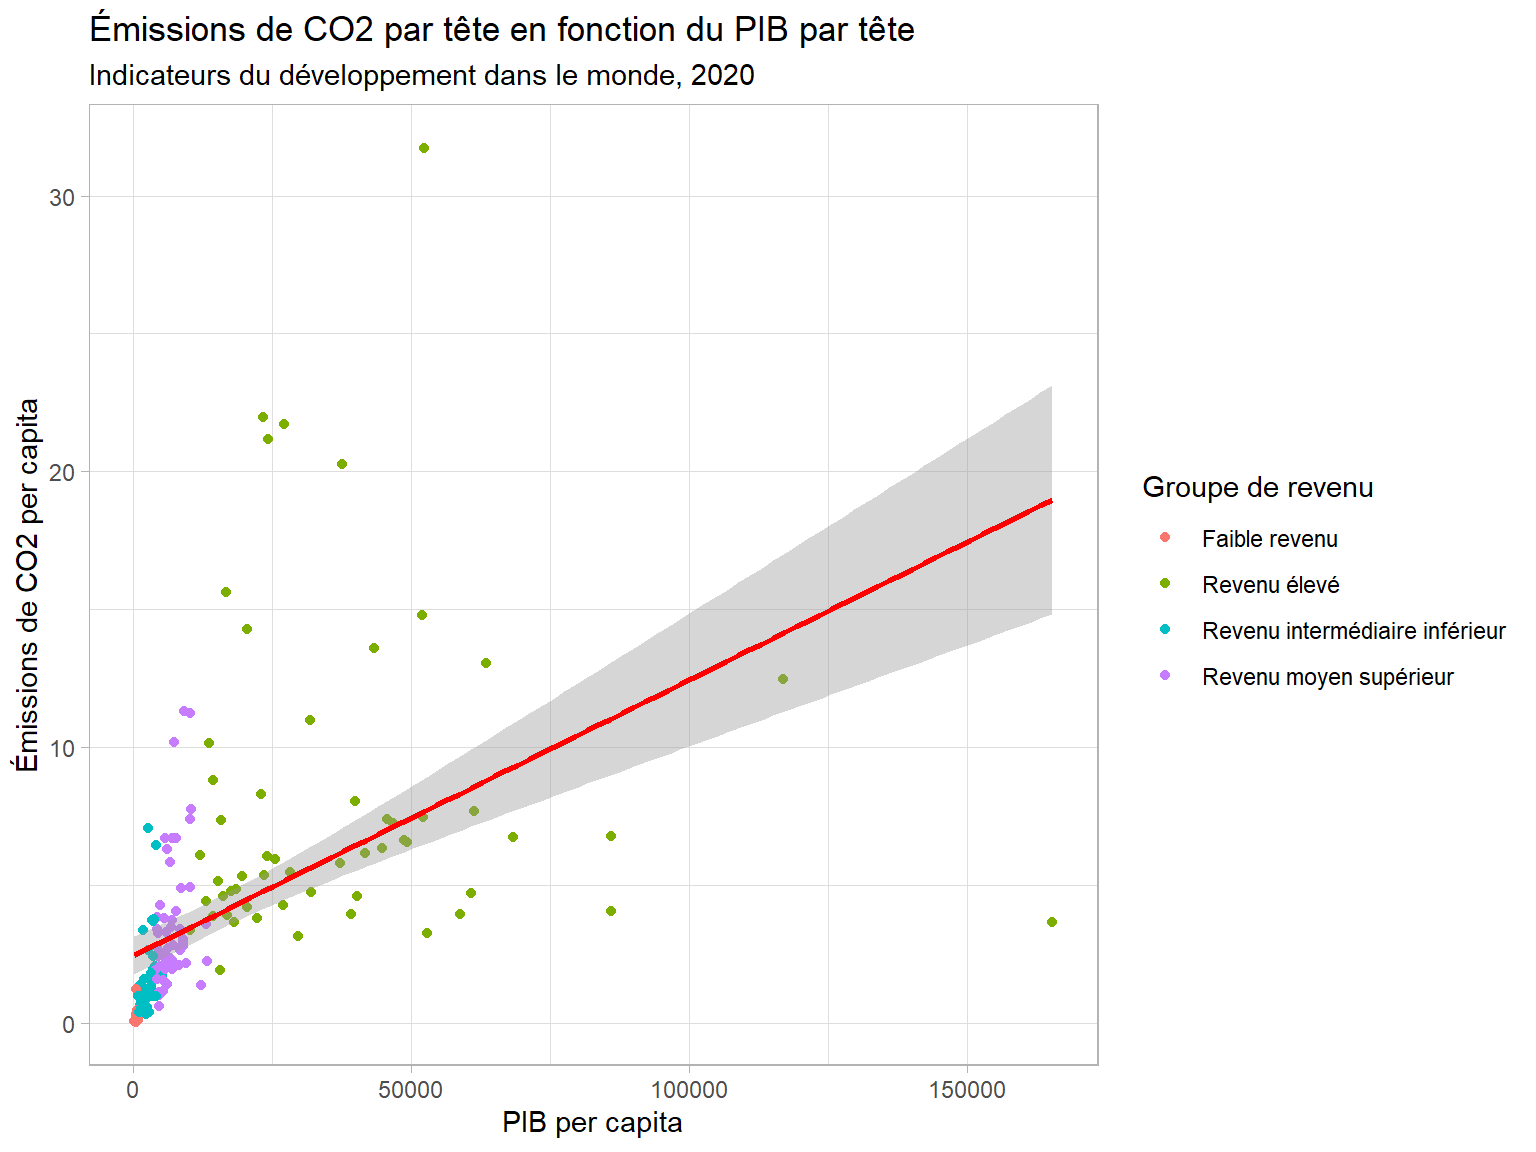 Émissions de CO2 par tête en fonction du PIB par tête
Indicateurs du développement dans le monde, 2020
Émissions de CO2 per capita
30
20
10
0
0
50000
100000
150000
PIB per capita
Groupe de revenu
Faible revenu
Revenu élevé
Revenu intermédiaire inférieur
Revenu moyen supérieur